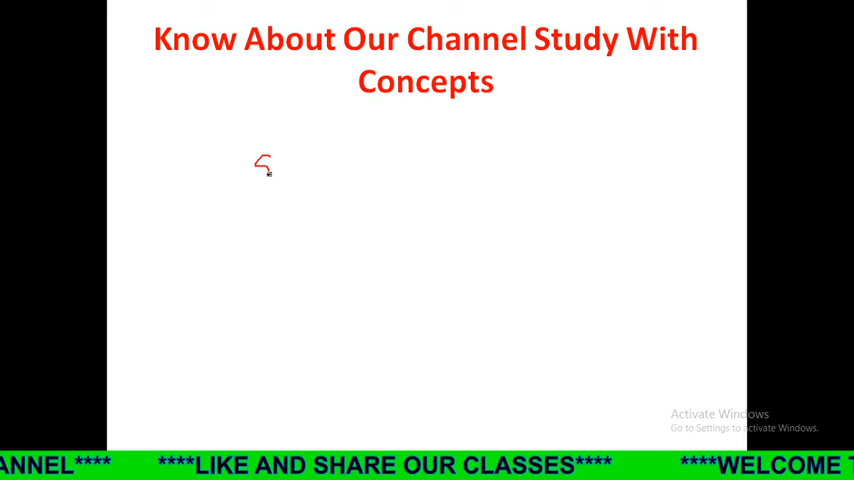 Know About Our Channel Study With
Concepts
S
Activate Windows
Go to Settings to activate Windows.
ANNEL**** ****LIKE AND SHARE OUR CLASSES**** ****WELCOME T